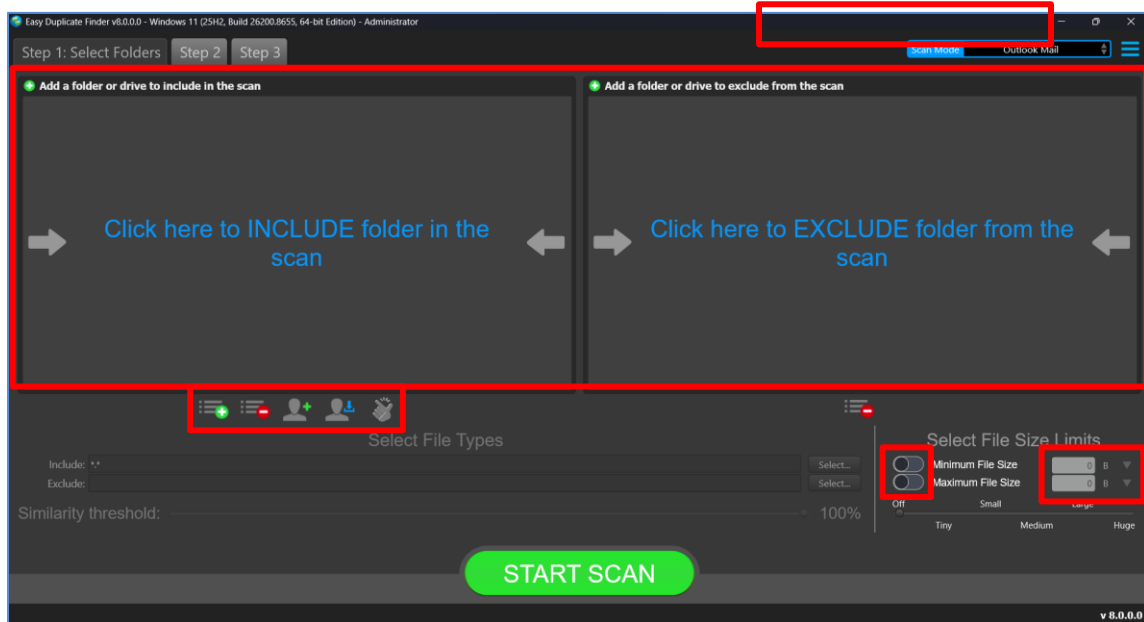 Easy Duplicate Finder v8.0.0.0 - Windows 11 (25H2, Build 26200.8655, 64-bit Edition) - Administrator
Step 1: Select Folders Step 2 Step 3 Scan Mode Outlook Mail
Add a folder or drive to include in the scan Add a folder or drive to exclude from the scan
Click here to INCLUDE folder in the
scan
Click here to EXCLUDE folder from the
scan
Select File Types
Include: *.* Select...
Exclude: Select...
Similarity threshold: 100%
Select File Size Limits
Minimum File Size 0 B
Maximum File Size 0 B
Off Small Large
Tiny Medium Huge
START SCAN
v 8.0.0.0